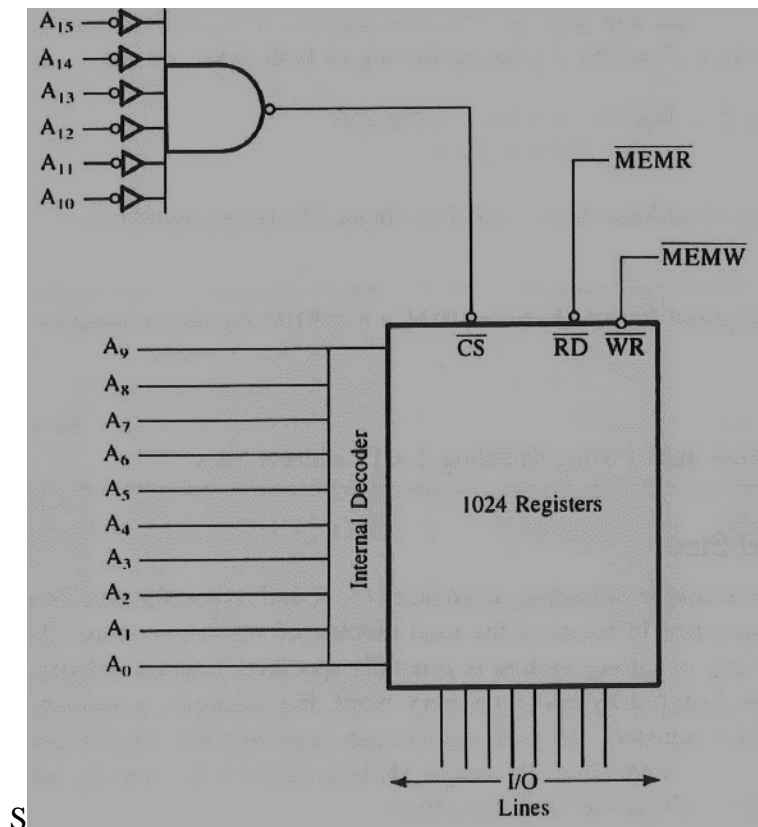 A15
A14
A13
A12
A11
A10
MEMR
MEMW
CS RD WR
A9
A8
A7
A6
A5
A4
A3
A2
A1
A0
Internal Decoder
1024 Registers
I/O
Lines
S